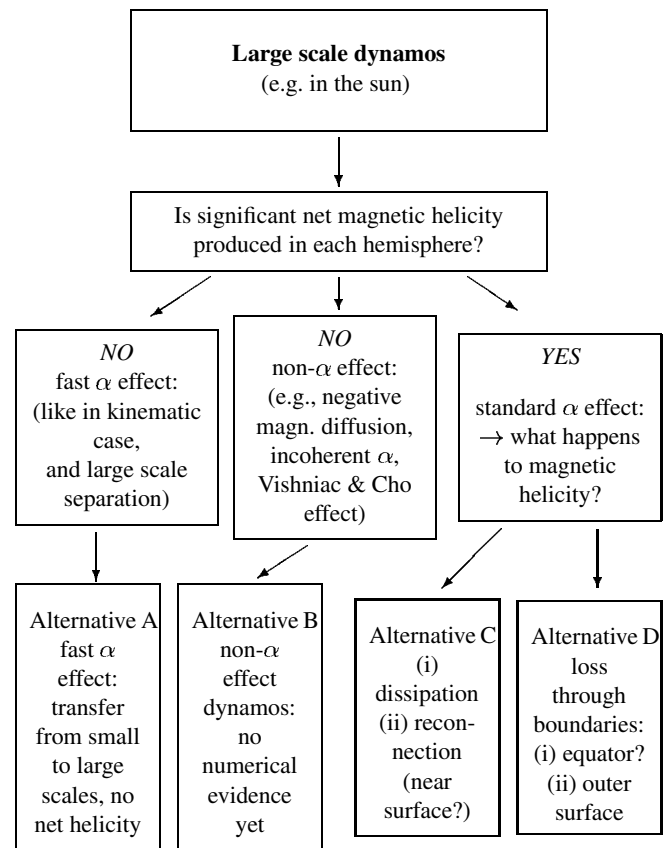 Large scale dynamos
(e.g. in the sun)
Is significant net magnetic helicity
produced in each hemisphere?
NO
fast α effect:
(like in kinematic
case,
and large scale
separation)
NO
non-α effect:
(e.g., negative
magn. diffusion,
incoherent α,
Vishniac & Cho
effect)
YES
standard α effect:
→ what happens
to magnetic
helicity?
Alternative A
fast α
effect:
transfer
from small
to large
scales, no
net helicity
Alternative B
non-α
effect
dynamos:
no
numerical
evidence
yet
Alternative C
(i)
dissipation
(ii) recon-
nection
(near
surface?)
Alternative D
loss
through
boundaries:
(i) equator?
(ii) outer
surface